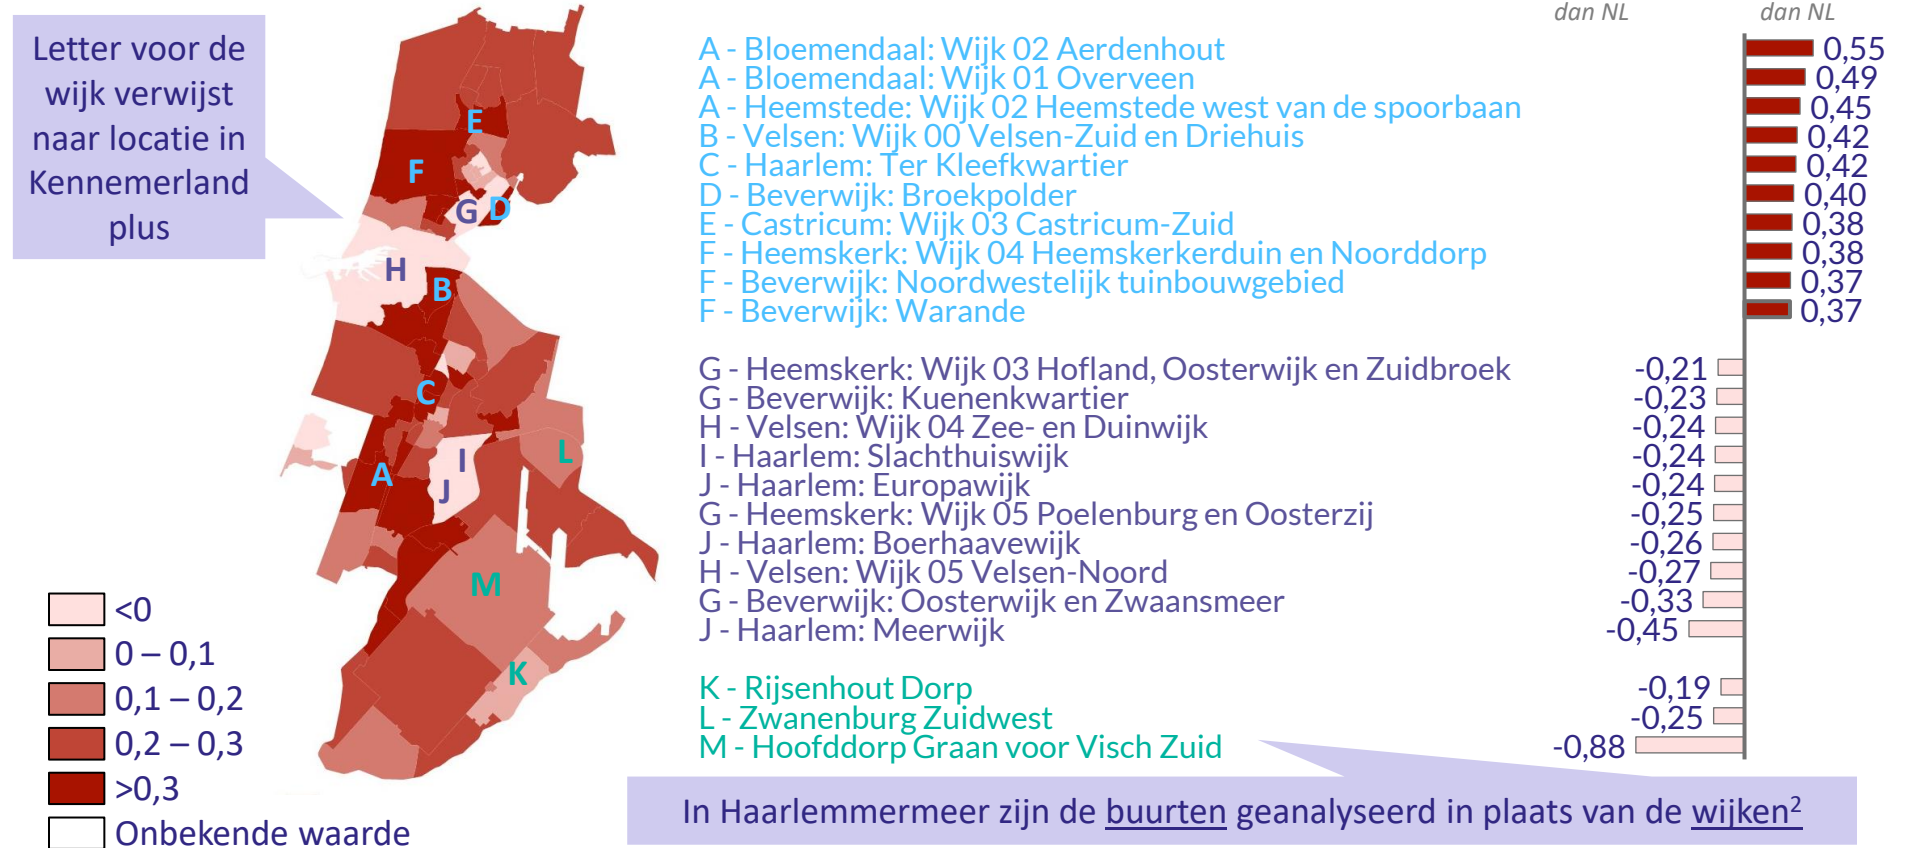 dan NL
dan NL
Letter voor de
wijk verwijst
naar locatie in
Kennemerland
plus
A - Bloemendaal: Wijk 02 Aerdenhout 0,55
A - Bloemendaal: Wijk 01 Overveen 0,49
A - Heemstede: Wijk 02 Heemstede west van de spoorbaan 0,45
B - Velsen: Wijk 00 Velsen-Zuid en Driehuis 0,42
C - Haarlem: Ter Kleefkwartier 0,42
D - Beverwijk: Broekpolder 0,40
E - Castricum: Wijk 03 Castricum-Zuid 0,38
F - Heemskerk: Wijk 04 Heemskerkerduin en Noorddorp 0,38
F - Beverwijk: Noordwestelijk tuinbouwgebied 0,37
F - Beverwijk: Warande 0,37
G - Heemskerk: Wijk 03 Hofland, Oosterwijk en Zuidbroek -0,21
G - Beverwijk: Kuenenkwartier -0,23
H - Velsen: Wijk 04 Zee- en Duinwijk -0,24
I - Haarlem: Slachthuiswijk -0,24
J - Haarlem: Europawijk -0,24
G - Heemskerk: Wijk 05 Poelenburg en Oosterzij -0,25
J - Haarlem: Boerhaavewijk -0,26
H - Velsen: Wijk 05 Velsen-Noord -0,27
G - Beverwijk: Oosterwijk en Zwaansmeer -0,33
J - Haarlem: Meerwijk -0,45
K - Rijsenhout Dorp -0,19
L - Zwanenburg Zuidwest -0,25
M - Hoofddorp Graan voor Visch Zuid -0,88
E
F
G D
H
B
C
A
I
J
L
M
K
<0
0 – 0,1
0,1 – 0,2
0,2 – 0,3
>0,3
Onbekende waarde
In Haarlemmermeer zijn de buurten geanalyseerd in plaats van de wijken²